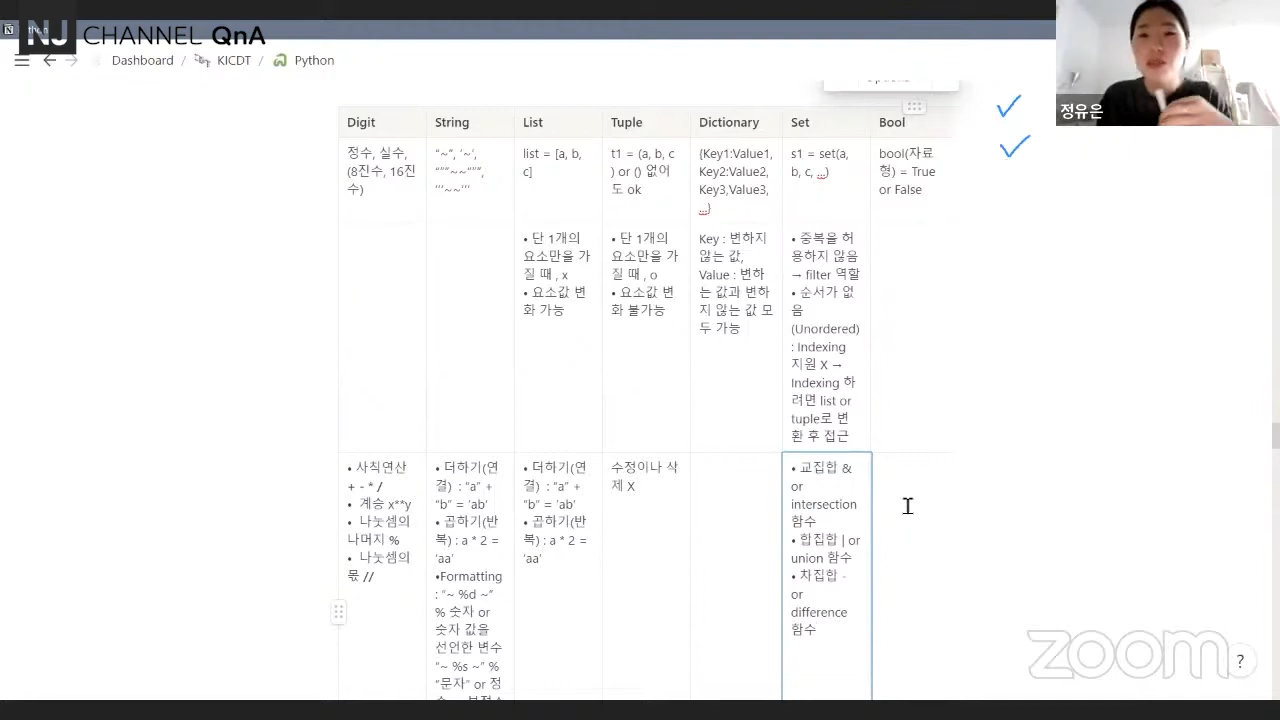 NJ CHANNEL QnA
Dashboard / KICDT / Python
정유은
Digit String List Tuple Dictionary Set Bool
정수, 실수,
(8진수, 16진
수)
"~", '~',
"""~~""",
'''~~'''
list = [a, b,
c]
t1 = (a, b, c
) or () 없어
도 ok
{Key1:Value1,
Key2:Value2,
Key3,Value3,
...}
s1 = set(a,
b, c, ...)
bool(자료
형) = True
or False
• 단 1개의
요소만을 가
질 때 , x
• 요소값 변
화 가능
• 단 1개의
요소만을 가
질 때 , o
• 요소값 변
화 불가능
Key : 변하지
않는 값,
Value : 변하
는 값과 변하
지 않는 값 모
두 가능
• 중복을 허
용하지 않음
→ filter 역할
• 순서가 없
음
(Unordered)
: Indexing
지원 X →
Indexing 하
려면 list or
tuple로 변
환 후 접근
• 사칙연산
+ - * /
• 계승 x**y
• 나눗셈의
나머지 %
• 나눗셈의
몫 //
• 더하기(연
결) : "a" +
"b" = 'ab'
• 곱하기(반
복) : a * 2 =
'aa'
•Formatting
: "~ %d ~"
% 숫자 or
숫자 값을
선언한 변수
"~ %s ~" %
"문자" or 정
• 더하기(연
결) : "a" +
"b" = 'ab'
• 곱하기(반
복) : a * 2 =
'aa'
수정이나 삭
제 X
• 교집합 &
or
intersection
함수
• 합집합 | or
union 함수
• 차집합 -
or
difference
함수
zoom
?